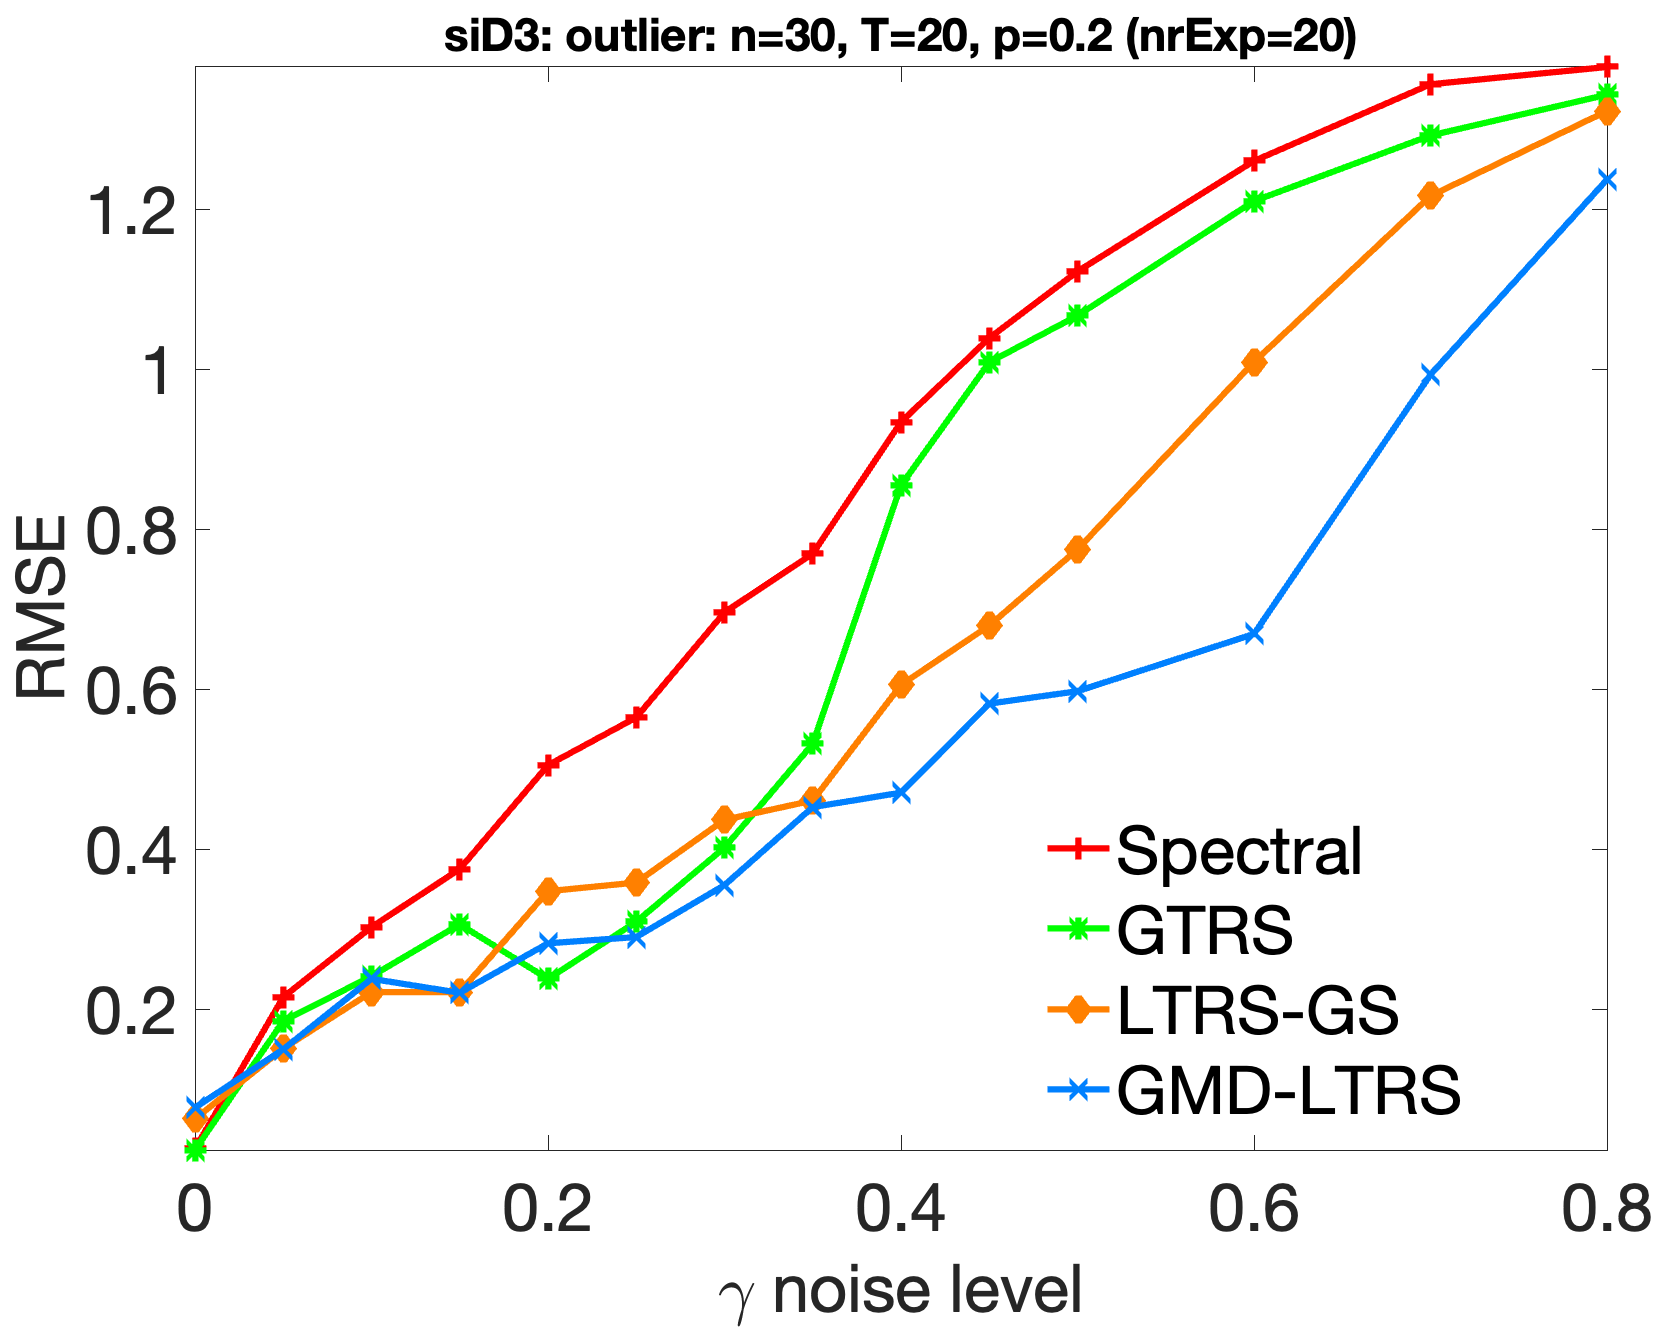 siD3: outlier: n=30, T=20, p=0.2 (nrExp=20)
1.2
1
0.8
0.6
0.4
0.2
RMSE
Spectral
GTRS
LTRS-GS
GMD-LTRS
0 0.2 0.4 0.6 0.8
γ noise level